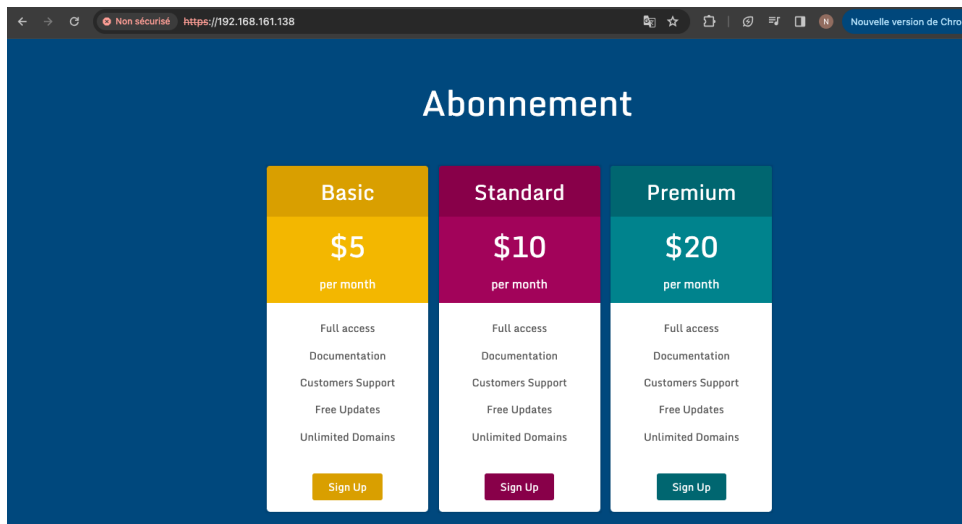 Non sécurisé https://192.168.161.138
N
Nouvelle version de Chro
Abonnement
Basic
$5
per month
Full access
Documentation
Customers Support
Free Updates
Unlimited Domains
Sign Up
Standard
$10
per month
Full access
Documentation
Customers Support
Free Updates
Unlimited Domains
Sign Up
Premium
$20
per month
Full access
Documentation
Customers Support
Free Updates
Unlimited Domains
Sign Up